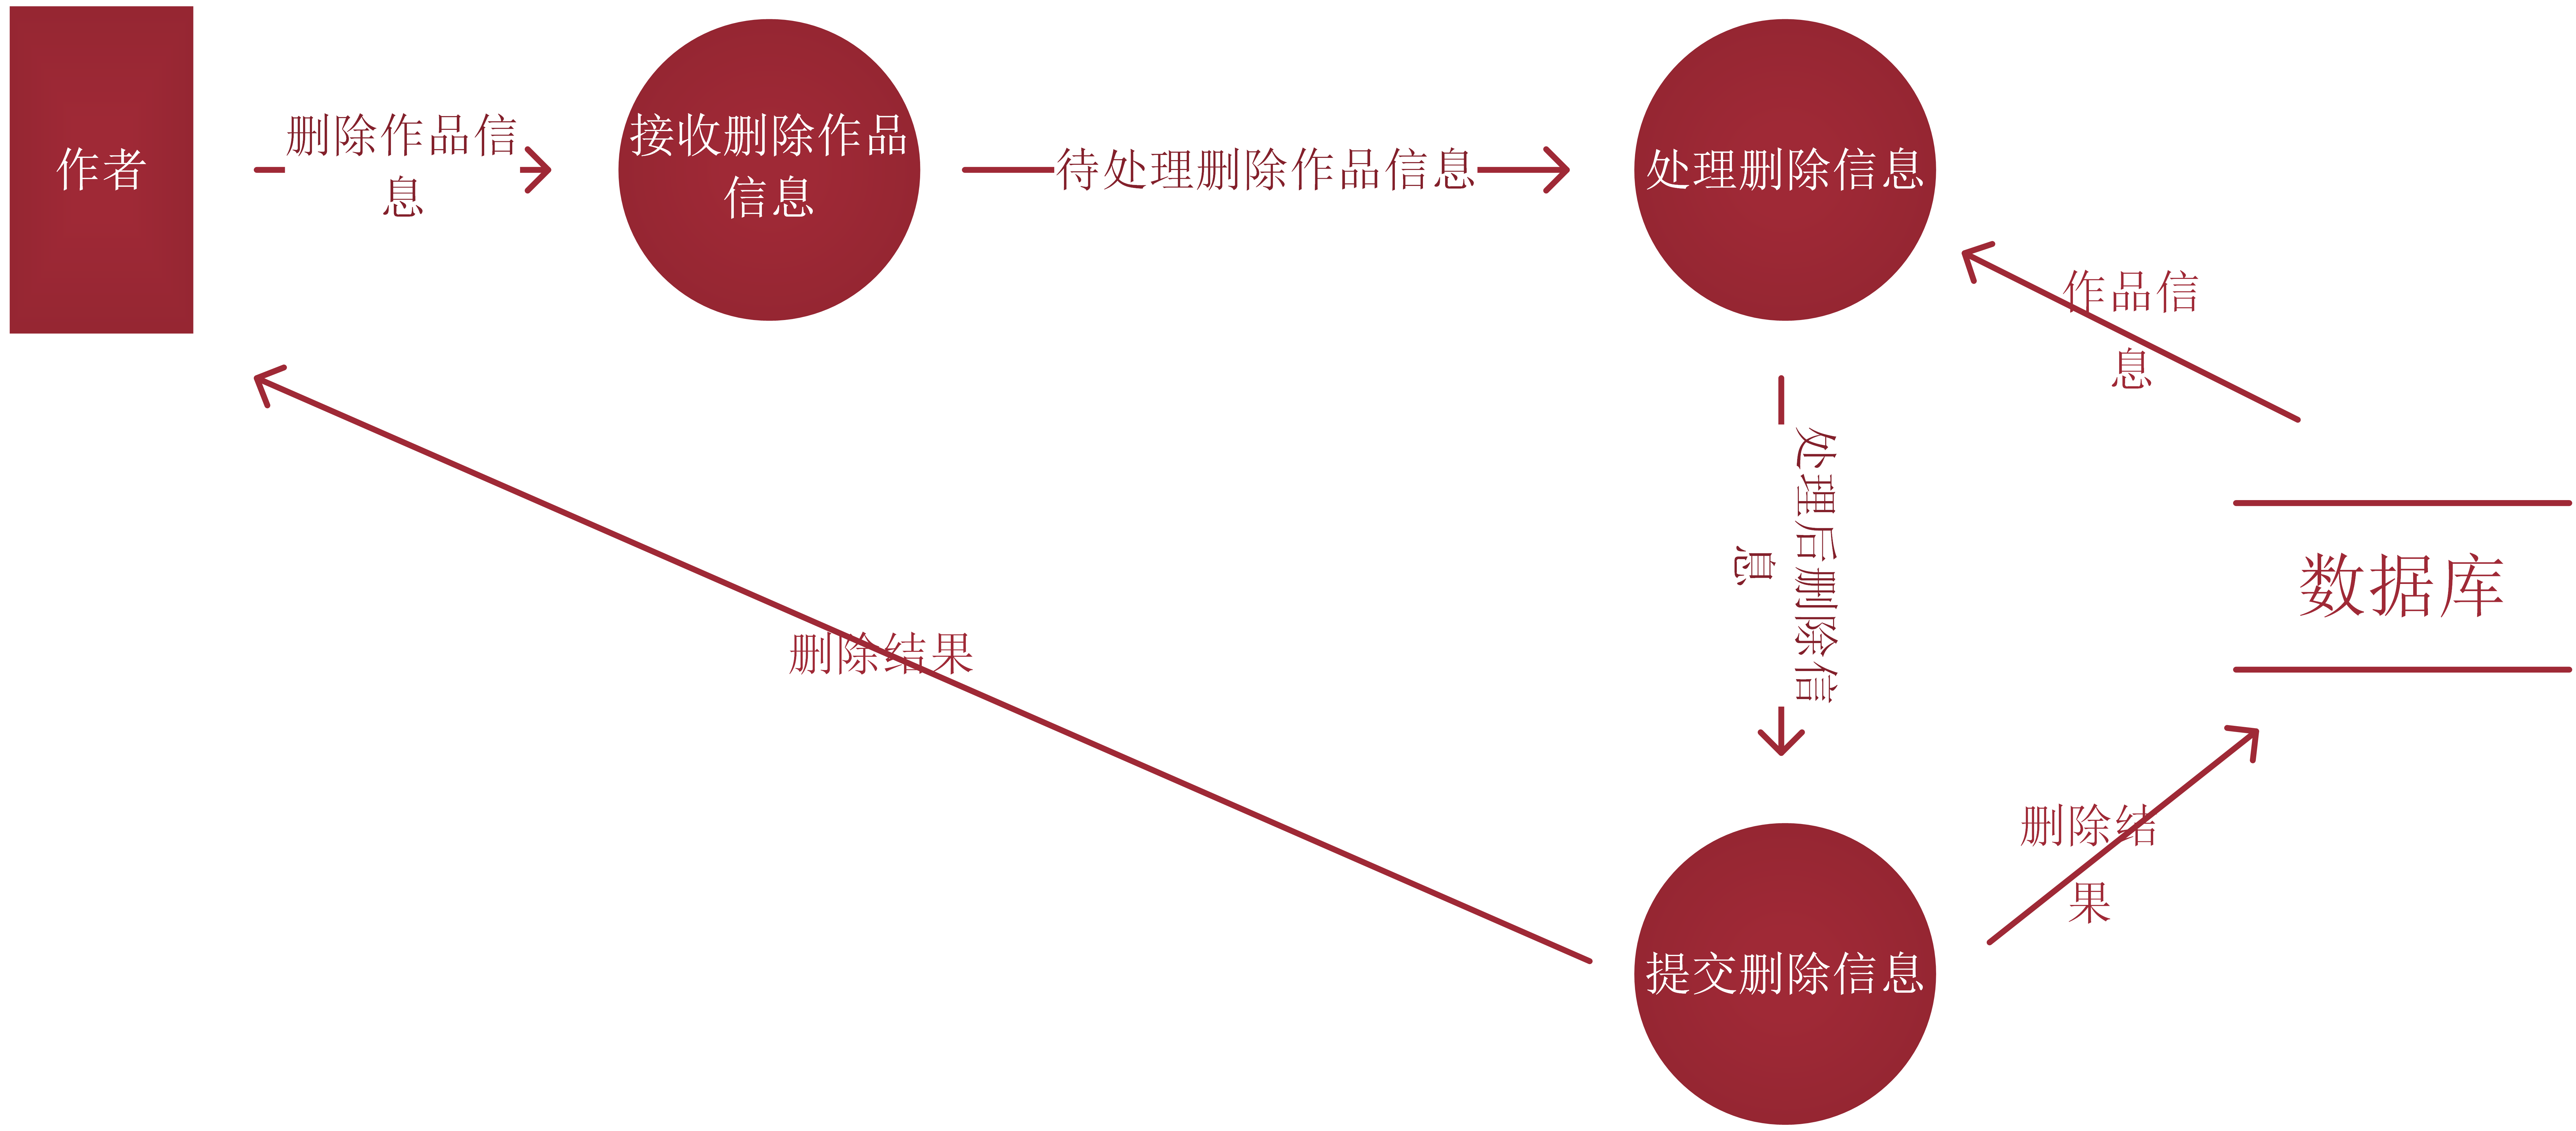 作者
删除作品信
息
接收删除作品
信息
待处理删除作品信息
处理删除信息
作品信
息
处理后删除信
息
数据库
删除结果
删除结
果
提交删除信息